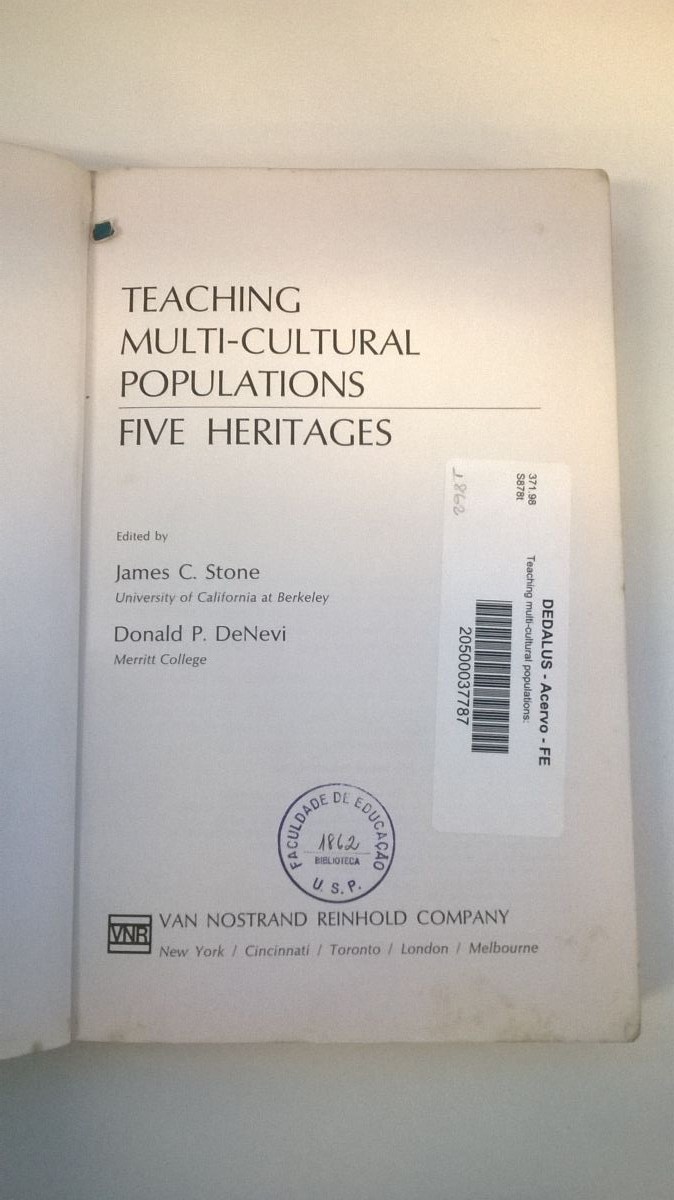 TEACHING
MULTI-CULTURAL
POPULATIONS
FIVE HERITAGES
Edited by
James C. Stone
University of California at Berkeley
Donald P. DeNevi
Merritt College
1862
371.98
S878t
Teaching multi-cultural populations:
DEDALUS - Acervo - FE
20500037787
FACULDADE DE EDUCAÇÃO
1862
BIBLIOTECA
U. S. P.
VNR
VAN NOSTRAND REINHOLD COMPANY
New York / Cincinnati / Toronto / London / Melbourne